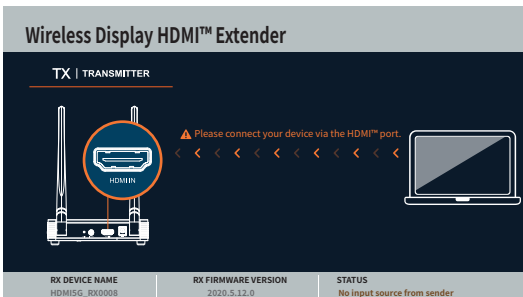 Wireless Display HDMI™ Extender
TX | TRANSMITTER
Please connect your device via the HDMI™ port.
HDMI IN
RX DEVICE NAME
HDMI5G_RX0008
RX FIRMWARE VERSION
2020.5.12.0
STATUS
No input source from sender